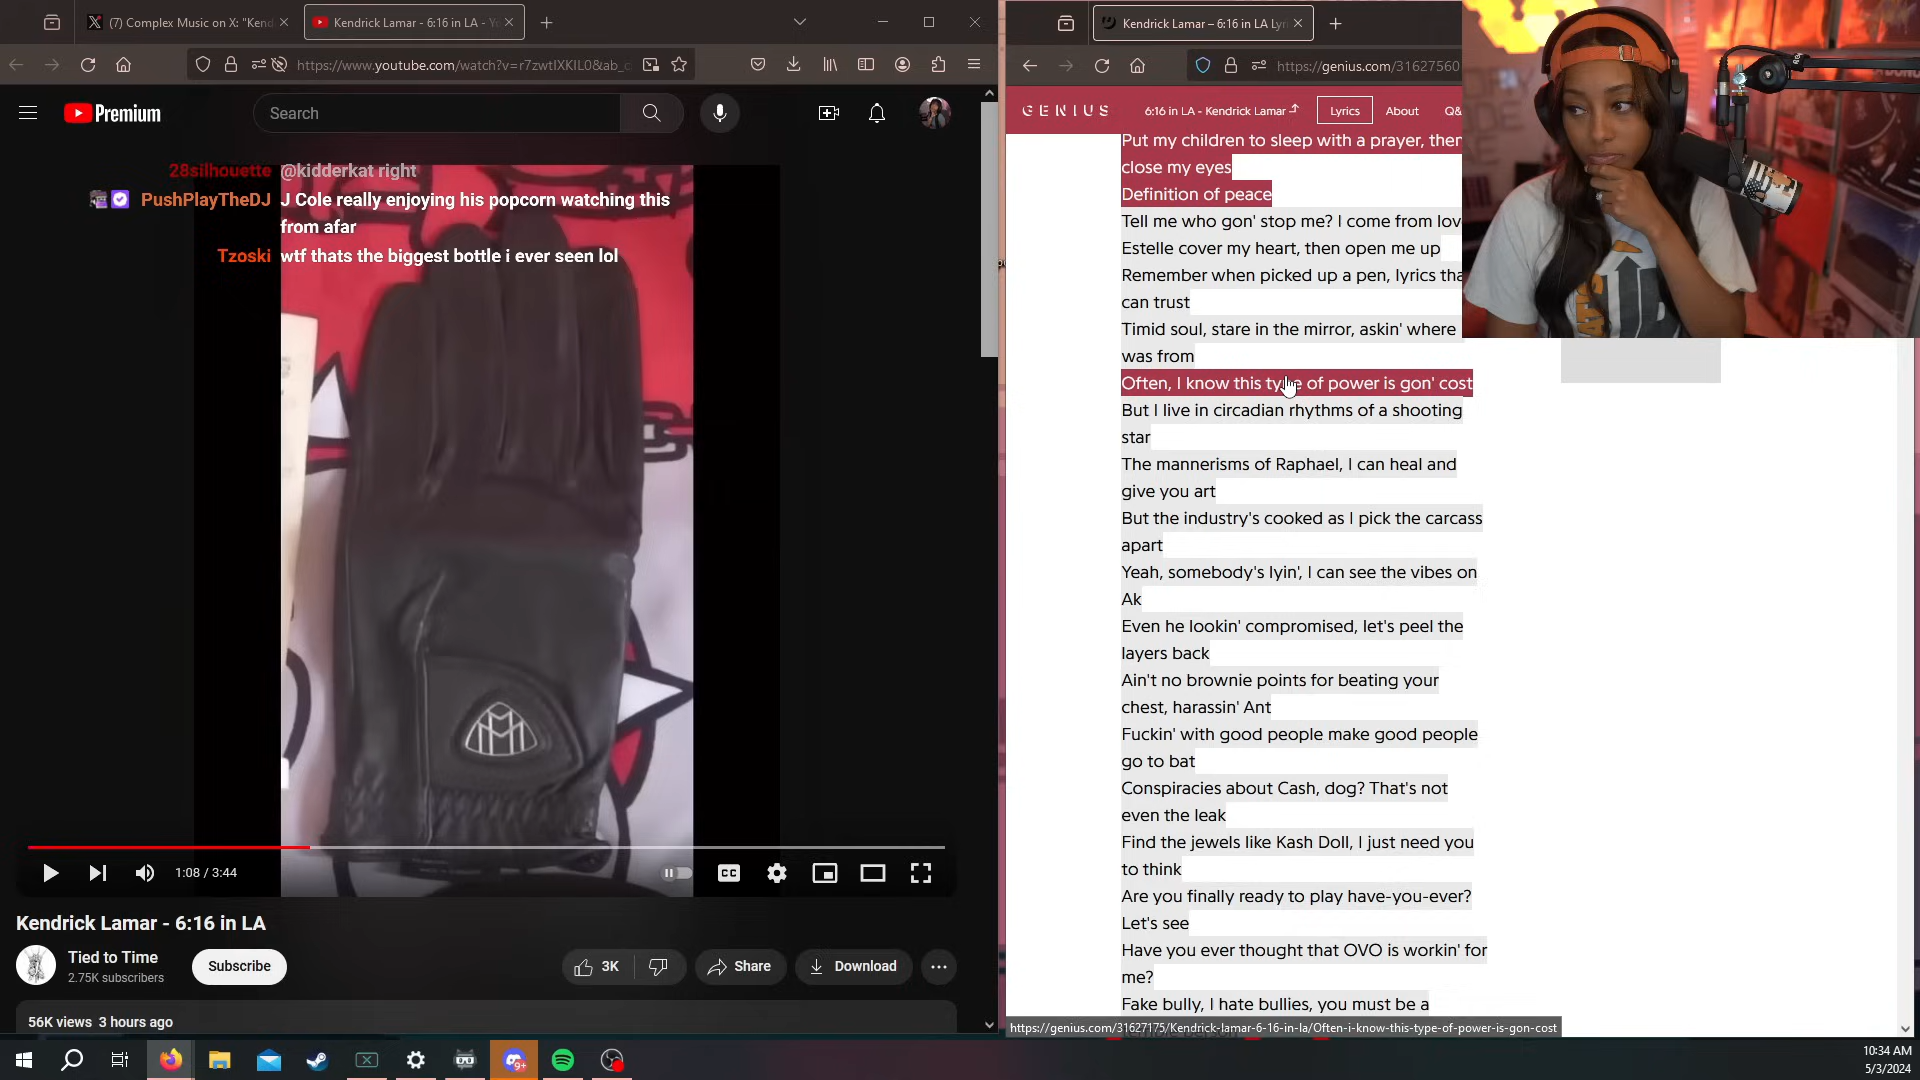 (7) Complex Music on X: "Kend
Kendrick Lamar - 6:16 in LA - Y
https://www.youtube.com/watch?v=r7zwtIXKIL0&ab_c
Premium
Search
28silhouette @kidderkat right
PushPlayTheDJ J Cole really enjoying his popcorn watching this
from afar
Tzoski wtf thats the biggest bottle i ever seen lol
1:08 / 3:44
CC
Kendrick Lamar - 6:16 in LA
Tied to Time
2.75K subscribers
Subscribe
3K
Share
Download
56K views 3 hours ago
Kendrick Lamar – 6:16 in LA Lyri
https://genius.com/31627560
GENIUS
6:16 in LA - Kendrick Lamar
Lyrics
About
Q&
Put my children to sleep with a prayer, then
close my eyes
Definition of peace
Tell me who gon' stop me? I come from lov
Estelle cover my heart, then open me up
Remember when picked up a pen, lyrics tha
can trust
Timid soul, stare in the mirror, askin' where
was from
Often, I know this type of power is gon' cost
But I live in circadian rhythms of a shooting
star
The mannerisms of Raphael, I can heal and
give you art
But the industry's cooked as I pick the carcass
apart
Yeah, somebody's lyin', I can see the vibes on
Ak
Even he lookin' compromised, let's peel the
layers back
Ain't no brownie points for beating your
chest, harassin' Ant
Fuckin' with good people make good people
go to bat
Conspiracies about Cash, dog? That's not
even the leak
Find the jewels like Kash Doll, I just need you
to think
Are you finally ready to play have-you-ever?
Let's see
Have you ever thought that OVO is workin' for
me?
Fake bully, I hate bullies, you must be a
https://genius.com/31627175/Kendrick-lamar-6-16-in-la/Often-i-know-this-type-of-power-is-gon-cost
9+
10:34 AM
5/3/2024